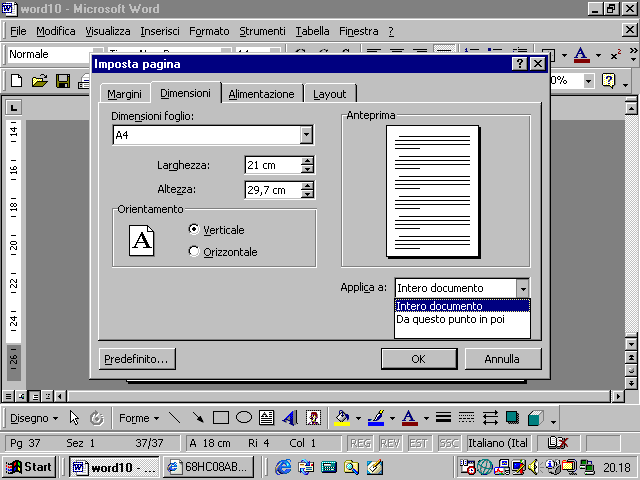 word10 - Microsoft Word
File Modifica Visualizza Inserisci Formato Strumenti Tabella Finestra ?
Normale
0%
Imposta pagina
Margini Dimensioni Alimentazione Layout
Dimensioni foglio:
A4
Larghezza: 21 cm
Altezza: 29,7 cm
Orientamento
A
Verticale
Orizzontale
Anteprima
Applica a: Intero documento
Intero documento
Da questo punto in poi
Predefinito... OK Annulla
L
14
16
18
20
22
24
26
Disegno Forme
Pg 37 Sez 1 37/37 A 18 cm Ri 4 Col 1 REG REV EST SSC Italiano (Ital
Start word10 - ... 68HC08AB... 20.18